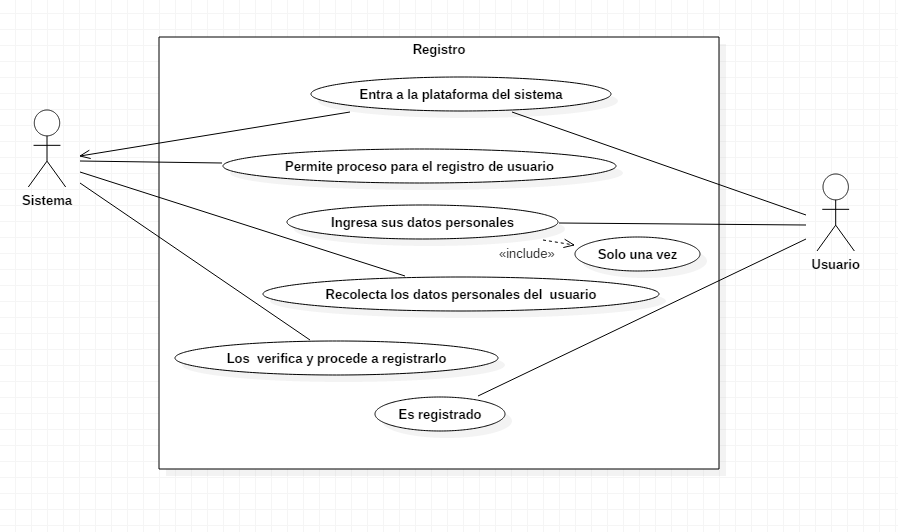 Registro
Entra a la plataforma del sistema
Permite proceso para el registro de usuario
Sistema
Ingresa sus datos personales
«include»
Solo una vez
Usuario
Recolecta los datos personales del  usuario
Los  verifica y procede a registrarlo
Es registrado